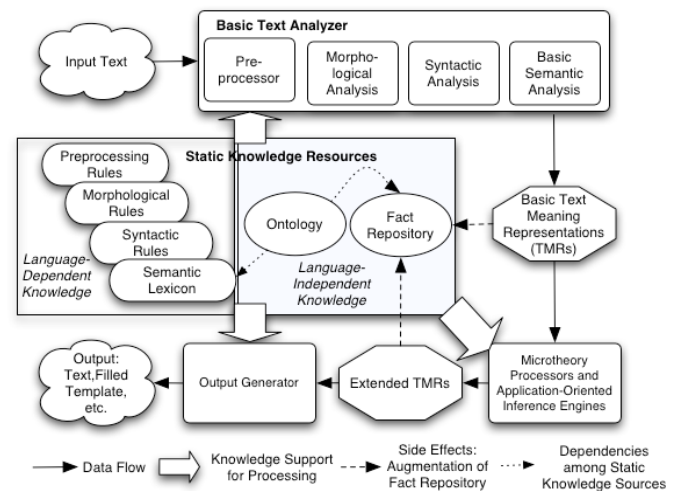 Basic Text Analyzer
Input Text
Pre-
processor
Morpho-
logical
Analysis
Syntactic
Analysis
Basic
Semantic
Analysis
Static Knowledge Resources
Preprocessing
Rules
Morphological
Rules
Syntactic
Rules
Semantic
Lexicon
Language-
Dependent
Knowledge
Ontology
Fact
Repository
Language-
Independent
Knowledge
Basic Text
Meaning
Representations
(TMRs)
Output:
Text,Filled
Template,
etc.
Output Generator
Extended TMRs
Microtheory
Processors and
Application-Oriented
Inference Engines
Data Flow
Knowledge Support
for Processing
Side Effects:
Augmentation of
Fact Repository
Dependencies
among Static
Knowledge Sources